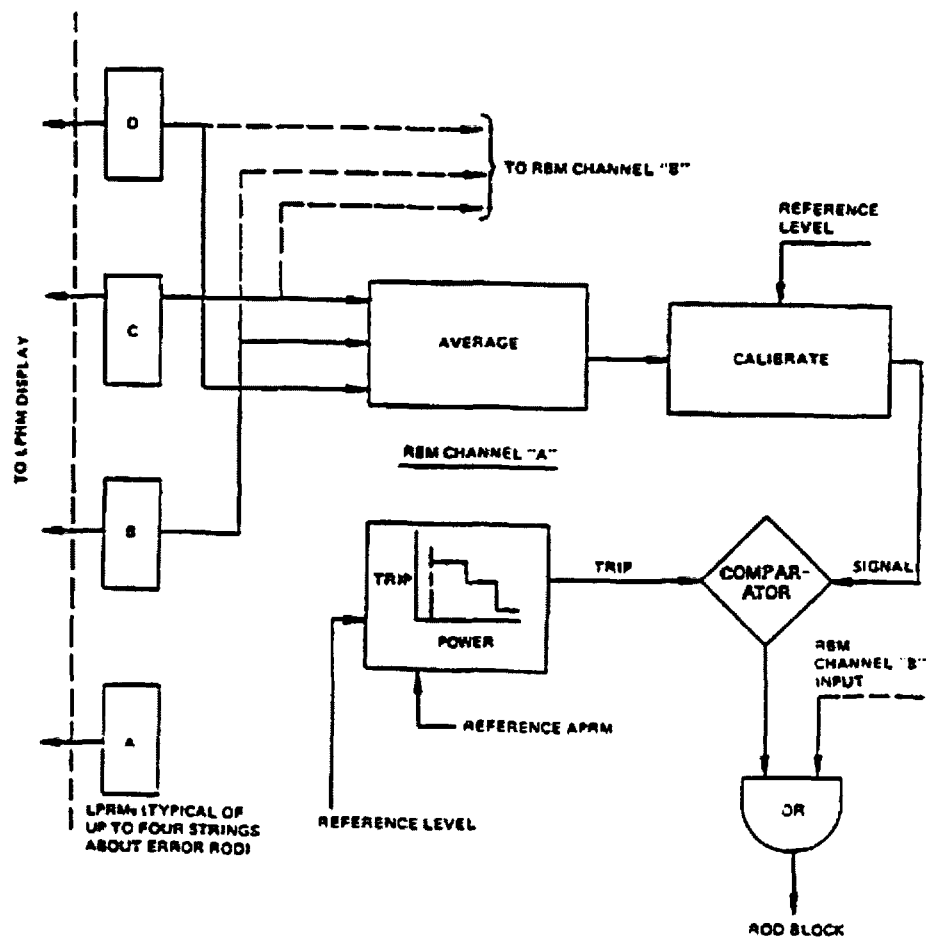 D
TO RBM CHANNEL "B"
REFERENCE
LEVEL
C
AVERAGE
CALIBRATE
TO LPRM DISPLAY
RBM CHANNEL "A"
B
TRIP
POWER
TRIP
COMPAR-
ATOR
SIGNAL
RBM
CHANNEL "B"
INPUT
REFERENCE APRM
A
LPRMs (TYPICAL OF
UP TO FOUR STRINGS
ABOUT ERROR ROD)
REFERENCE LEVEL
OR
ROD BLOCK